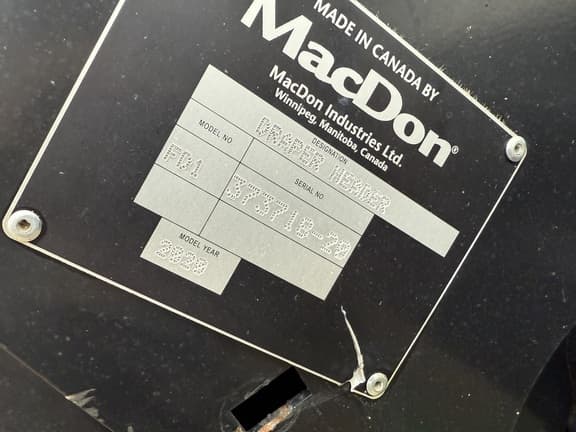 MADE IN CANADA BY
MacDon®
MacDon Industries Ltd.
Winnipeg, Manitoba, Canada
DESIGNATION
DRAPER HEADER
MODEL NO
FD1
SERIAL NO
373718-20
MODEL YEAR
2020